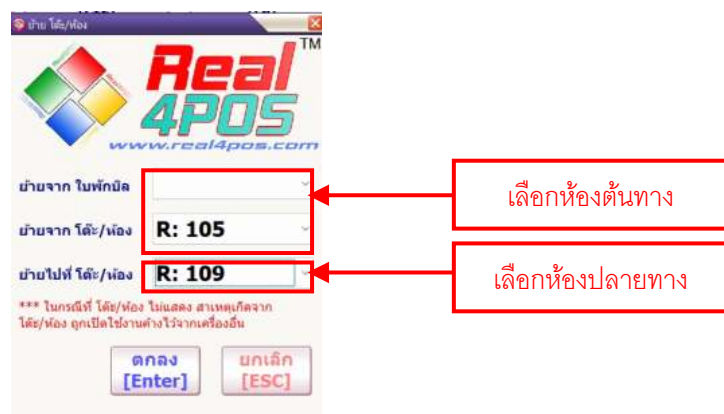 ย้าย โต๊ะ/ห้อง
Real TM
4POS
www.real4pos.com
ย้ายจาก ใบพักบิล
เลือกห้องต้นทาง
ย้ายจาก โต๊ะ/ห้อง R: 105
ย้ายไปที่ โต๊ะ/ห้อง R: 109
เลือกห้องปลายทาง
*** ในกรณีที่ โต๊ะ/ห้อง ไม่แสดง สาเหตุเกิดจาก
โต๊ะ/ห้อง ถูกเปิดใช้งานค้างไว้จากเครื่องอื่น
ตกลง ยกเลิก
[Enter] [ESC]